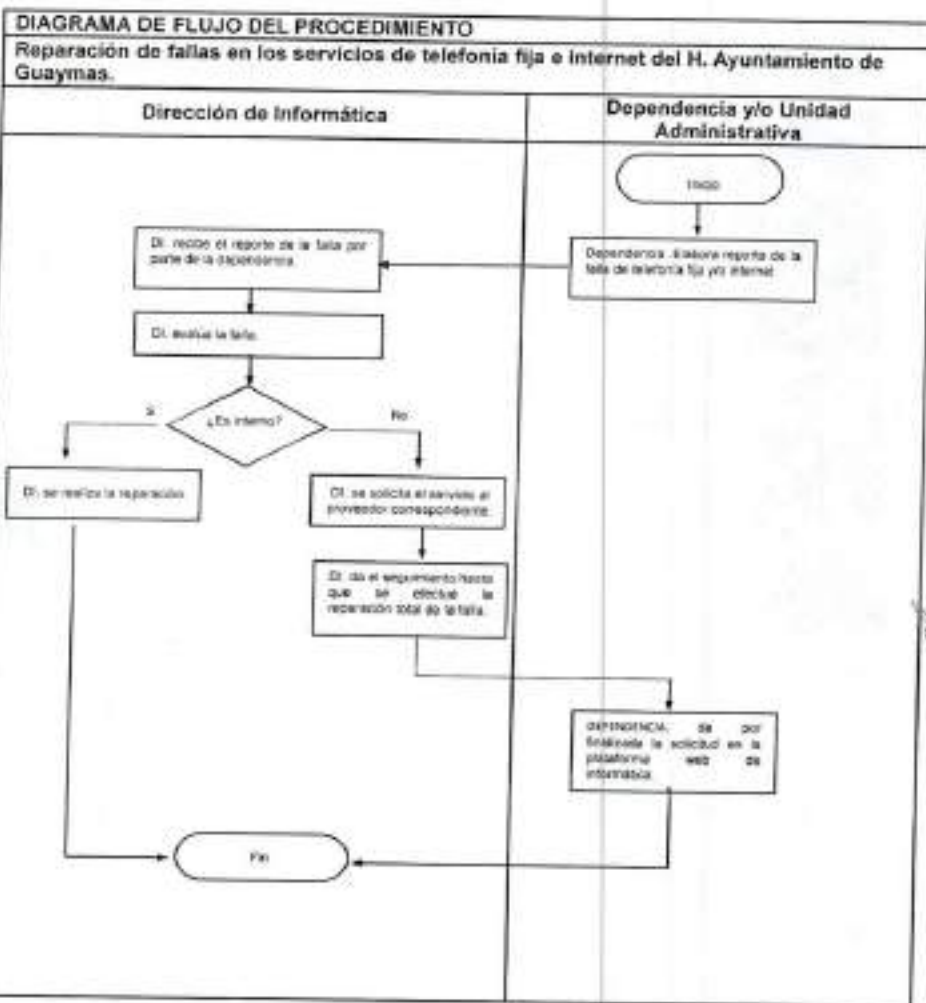 DIAGRAMA DE FLUJO DEL PROCEDIMIENTO
Reparación de fallas en los servicios de telefonía fija e internet del H. Ayuntamiento de
Guaymas.
Dirección de Informática
Dependencia y/o Unidad
Administrativa
Inicio
Dependencia. Elabora reporte de la
falla de telefonía fija y/o internet
DI. recibe el reporte de la falla por
parte de la dependencia.
DI. evalúa la falla.
¿Es interno?
Si
No
DI. se realiza la reparación
DI. se solicita el servicio al
proveedor correspondiente.
DI. da el seguimiento hasta
que se efectué la
reparación total de la falla.
DEPENDENCIA. da por
finalizada la solicitud en la
plataforma web de
informática
Fin